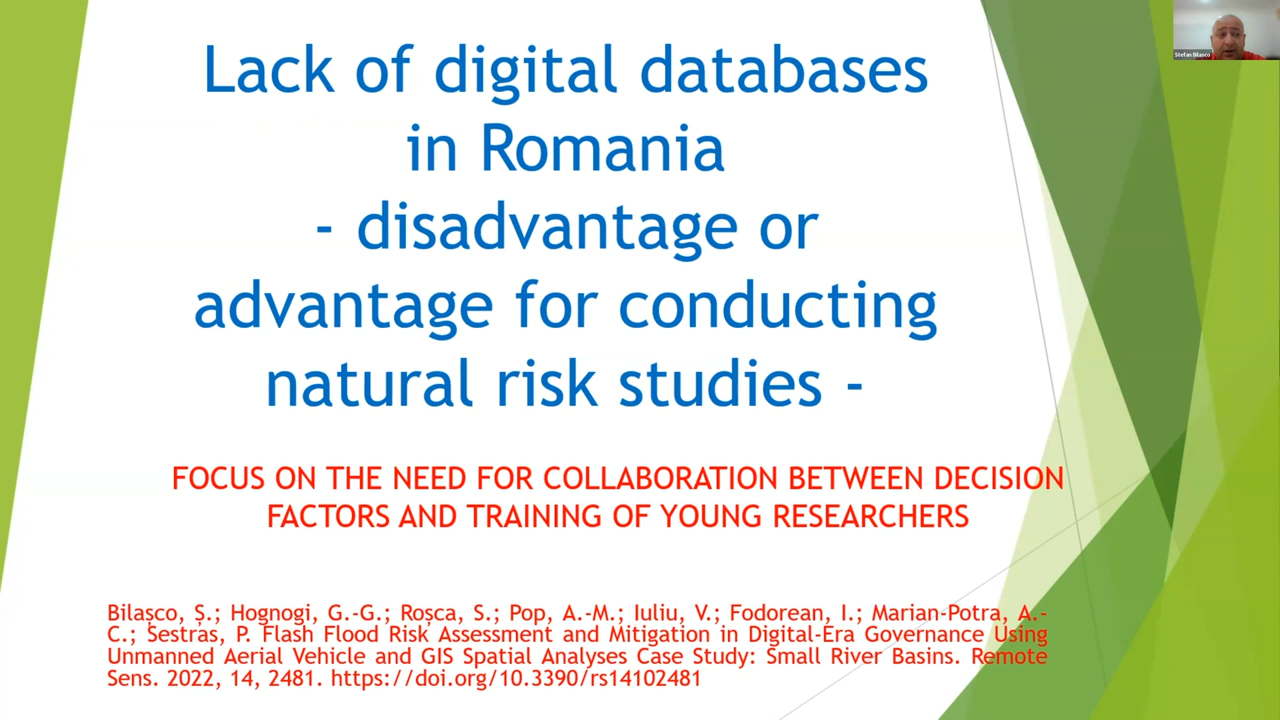 Lack of digital databases
in Romania
- disadvantage or
advantage for conducting
natural risk studies -
FOCUS ON THE NEED FOR COLLABORATION BETWEEN DECISION
FACTORS AND TRAINING OF YOUNG RESEARCHERS
Bilașco, Ș.; Hognogi, G.-G.; Roșca, S.; Pop, A.-M.; Iuliu, V.; Fodorean, I.; Marian-Potra, A.-
C.; Sestras, P. Flash Flood Risk Assessment and Mitigation in Digital-Era Governance Using
Unmanned Aerial Vehicle and GIS Spatial Analyses Case Study: Small River Basins. Remote
Sens. 2022, 14, 2481. https://doi.org/10.3390/rs14102481
Stefan Bilasco